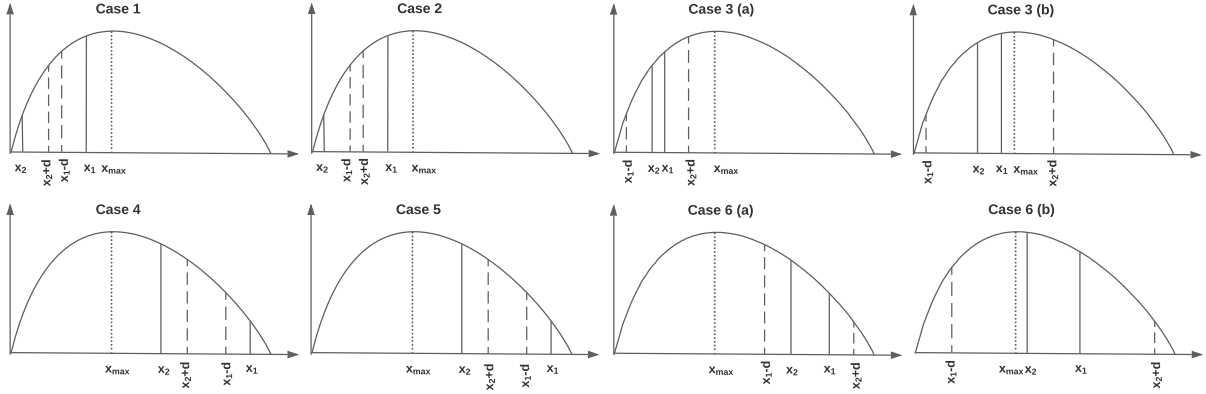 Case 1
x₂
x₂+d
x₁-d
x₁
xₘₐₓ
Case 2
x₂
x₁-d
x₂+d
x₁
xₘₐₓ
Case 3 (a)
x₁-d
x₂
x₁
x₂+d
xₘₐₓ
Case 3 (b)
x₁-d
x₂
x₁
xₘₐₓ
x₂+d
Case 4
xₘₐₓ
x₂
x₂+d
x₁-d
x₁
Case 5
xₘₐₓ
x₂
x₂+d
x₁-d
x₁
Case 6 (a)
xₘₐₓ
x₁-d
x₂
x₁
x₂+d
Case 6 (b)
x₁-d
xₘₐₓ
x₂
x₁
x₂+d